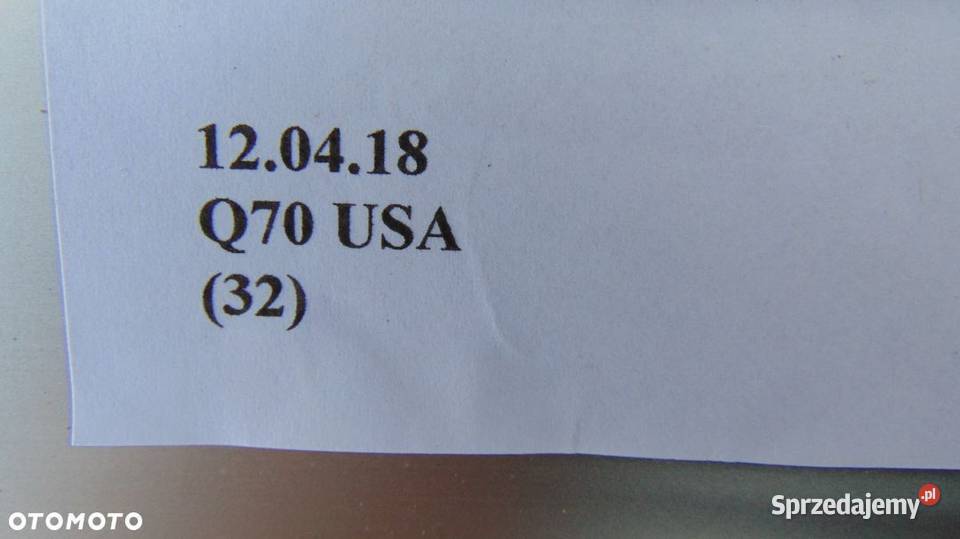 12.04.18
Q70 USA
(32)
OTOMOTO
Sprzedajemy.pl